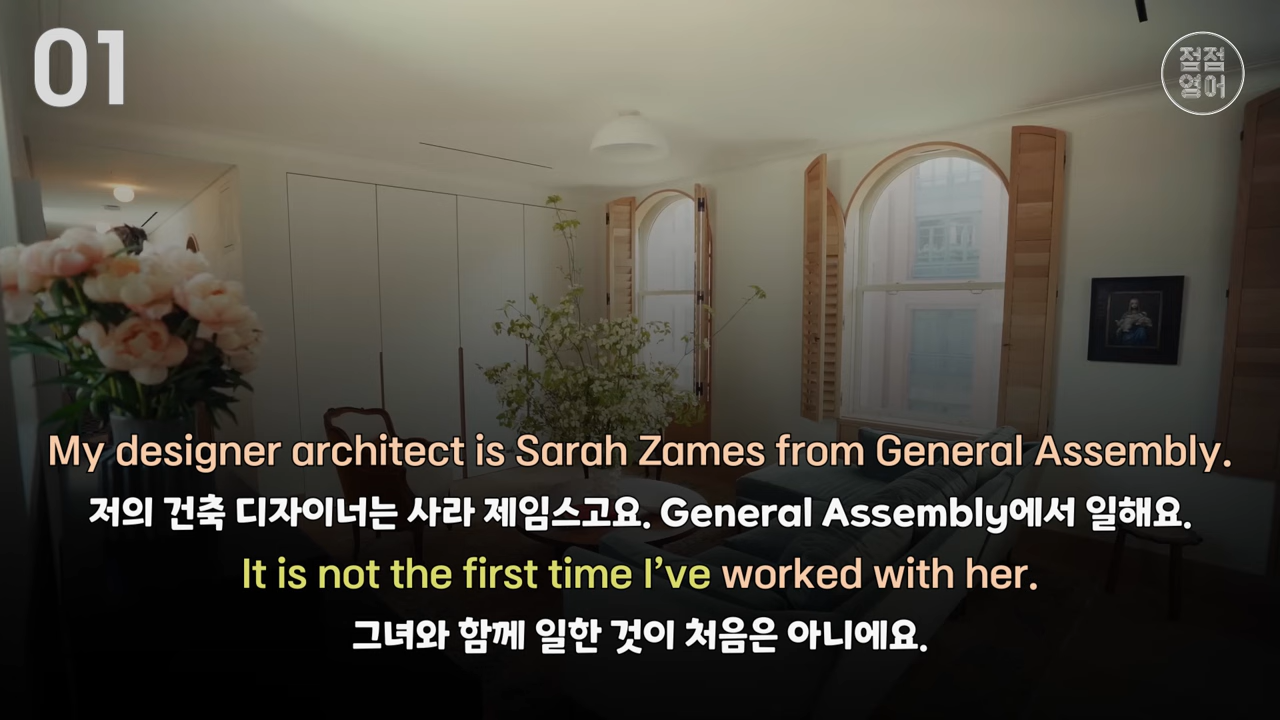 01
점점
영어
My designer architect is Sarah Zames from General Assembly.
저의 건축 디자이너는 사라 제임스고요. General Assembly에서 일해요.
It is not the first time I’ve worked with her.
그녀와 함께 일한 것이 처음은 아니에요.